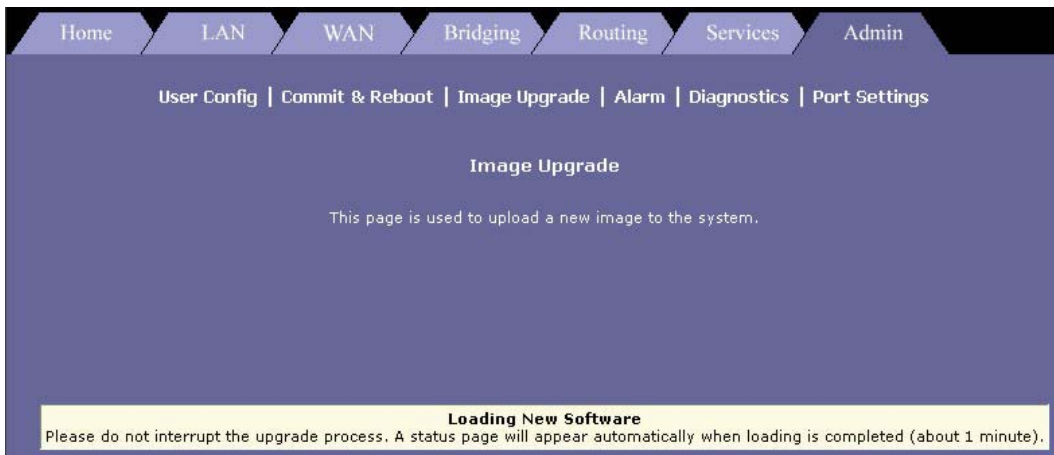 Home LAN WAN Bridging Routing Services Admin
User Config | Commit & Reboot | Image Upgrade | Alarm | Diagnostics | Port Settings
Image Upgrade
This page is used to upload a new image to the system.
Loading New Software
Please do not interrupt the upgrade process. A status page will appear automatically when loading is completed (about 1 minute).